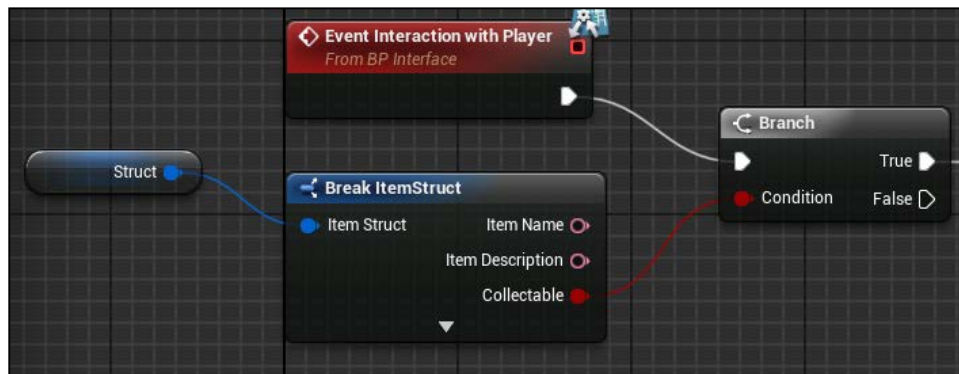 Event Interaction with Player
From BP Interface
Branch
True
Condition
False
Struct
Break ItemStruct
Item Struct
Item Name
Item Description
Collectable